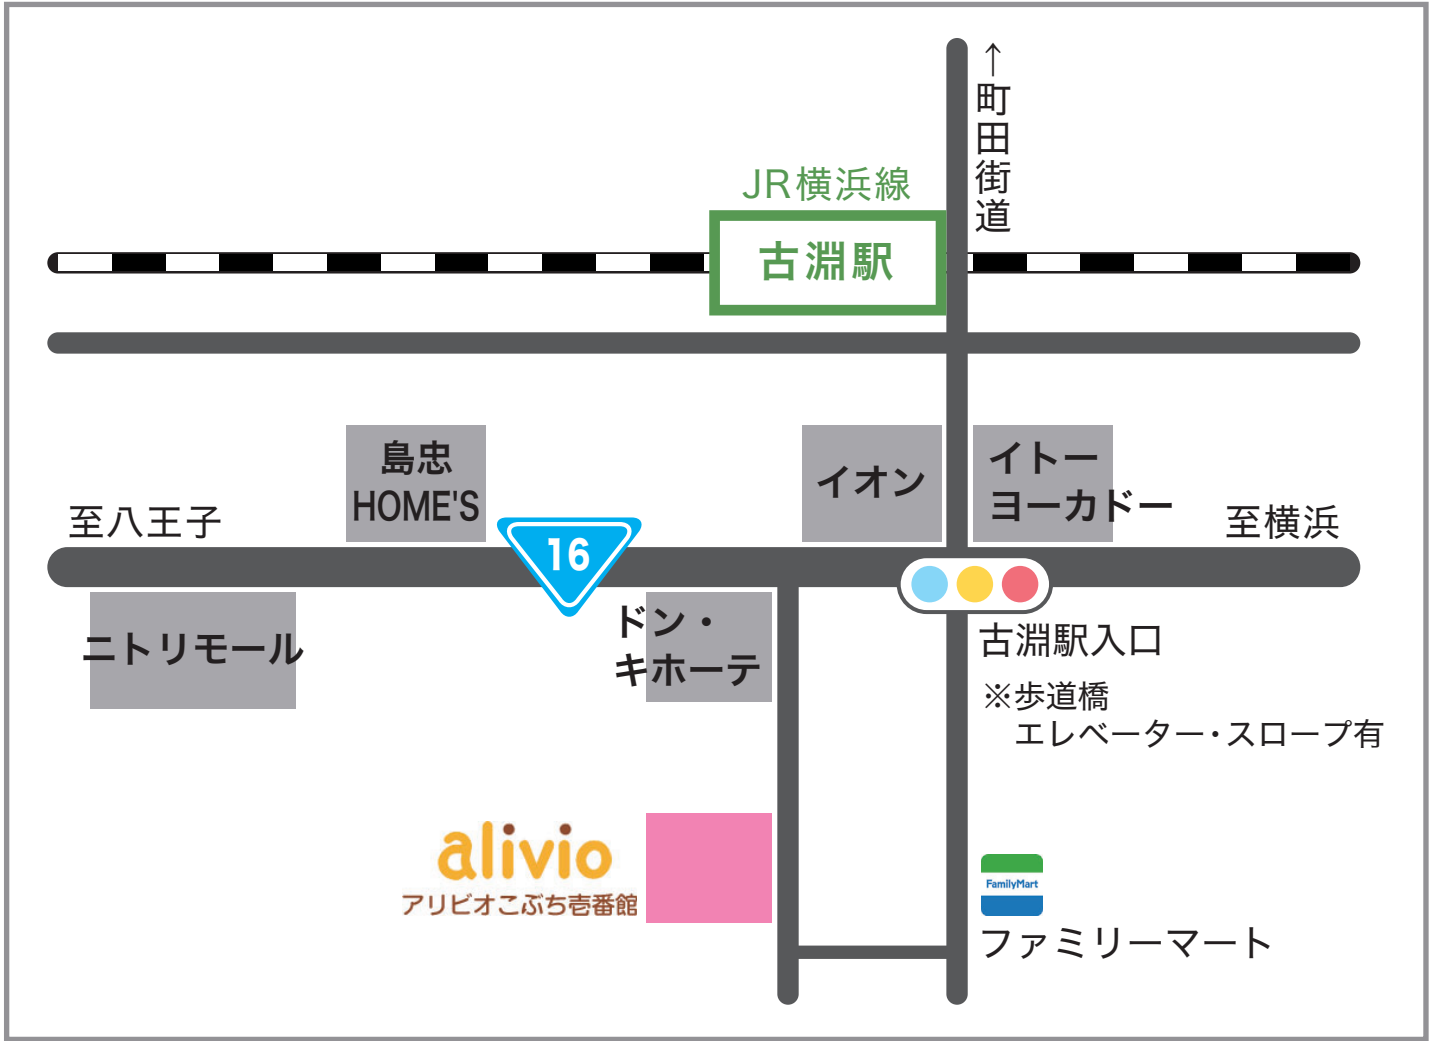 ↑町田街道
JR横浜線
古淵駅
島忠
HOME'S
イオン
イトー
ヨーカドー
至八王子
16
至横浜
ニトリモール
ドン・
キホーテ
古淵駅入口
※歩道橋
エレベーター・スロープ有
alivio
アリビオこぶち壱番館
FamilyMart
ファミリーマート